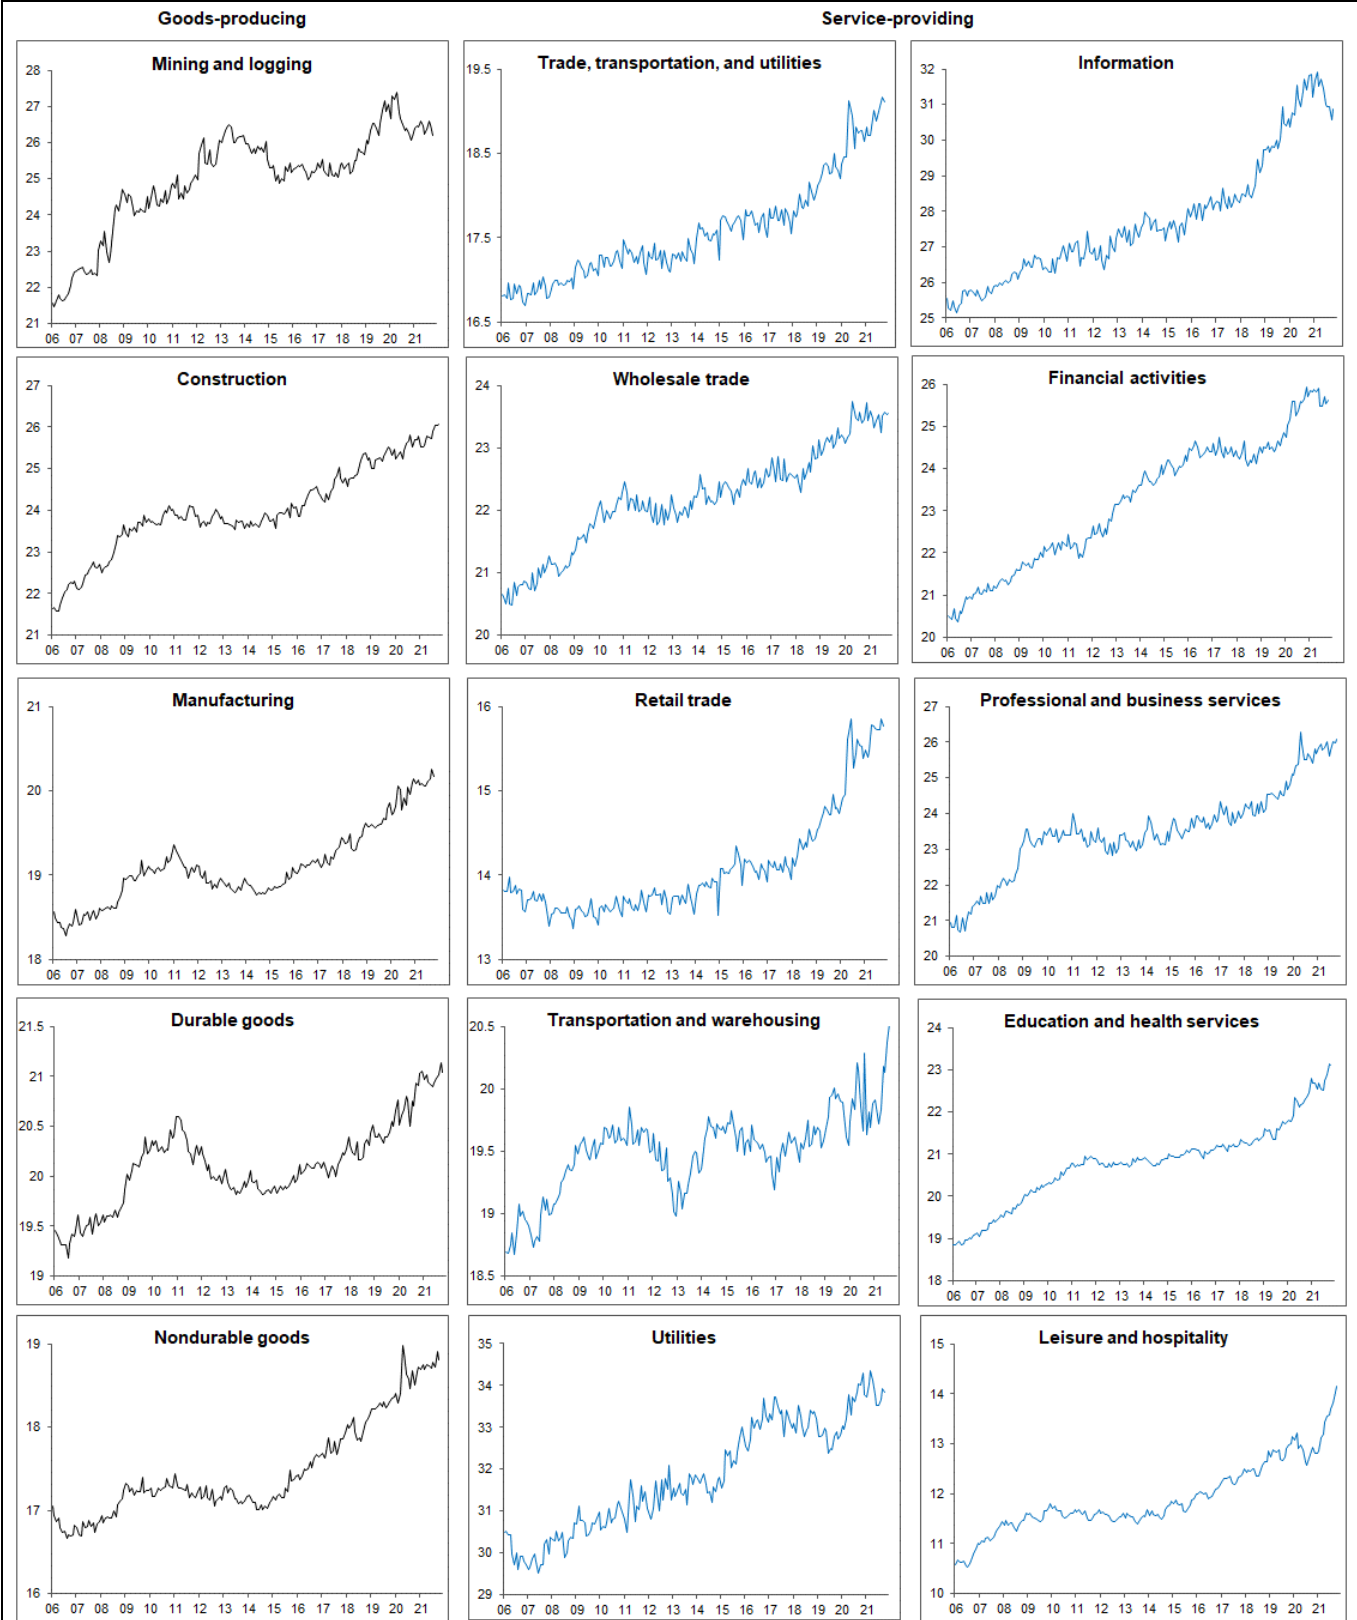 Goods-producing
Service-providing
Mining and logging
28
27
26
25
24
23
22
21
06 07 08 09 10 11 12 13 14 15 16 17 18 19 20 21
Trade, transportation, and utilities
19.5
18.5
17.5
16.5
06 07 08 09 10 11 12 13 14 15 16 17 18 19 20 21
Information
32
31
30
29
28
27
26
25
06 07 08 09 10 11 12 13 14 15 16 17 18 19 20 21
Construction
27
26
25
24
23
22
21
06 07 08 09 10 11 12 13 14 15 16 17 18 19 20 21
Wholesale trade
24
23
22
21
20
06 07 08 09 10 11 12 13 14 15 16 17 18 19 20 21
Financial activities
26
25
24
23
22
21
20
06 07 08 09 10 11 12 13 14 15 16 17 18 19 20 21
Manufacturing
21
20
19
18
06 07 08 09 10 11 12 13 14 15 16 17 18 19 20 21
Retail trade
16
15
14
13
06 07 08 09 10 11 12 13 14 15 16 17 18 19 20 21
Professional and business services
27
26
25
24
23
22
21
20
06 07 08 09 10 11 12 13 14 15 16 17 18 19 20 21
Durable goods
21.5
21
20.5
20
19.5
19
06 07 08 09 10 11 12 13 14 15 16 17 18 19 20 21
Transportation and warehousing
20.5
20
19.5
19
18.5
06 07 08 09 10 11 12 13 14 15 16 17 18 19 20 21
Education and health services
24
23
22
21
20
19
18
06 07 08 09 10 11 12 13 14 15 16 17 18 19 20 21
Nondurable goods
19
18
17
16
06 07 08 09 10 11 12 13 14 15 16 17 18 19 20 21
Utilities
35
34
33
32
31
30
29
06 07 08 09 10 11 12 13 14 15 16 17 18 19 20 21
Leisure and hospitality
15
14
13
12
11
10
06 07 08 09 10 11 12 13 14 15 16 17 18 19 20 21